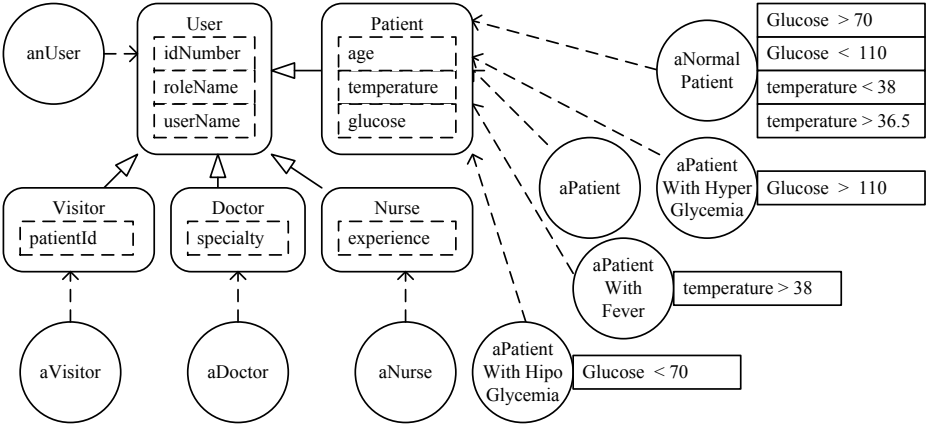 anUser
User
idNumber
roleName
userName
Patient
age
temperature
glucose
aNormal
Patient
Glucose > 70
Glucose < 110
temperature < 38
temperature > 36.5
Visitor
patientId
Doctor
specialty
Nurse
experience
aPatient
aPatient
With Hyper
Glycemia
Glucose > 110
aPatient
With
Fever
temperature > 38
aVisitor
aDoctor
aNurse
aPatient
With Hipo
Glycemia
Glucose < 70